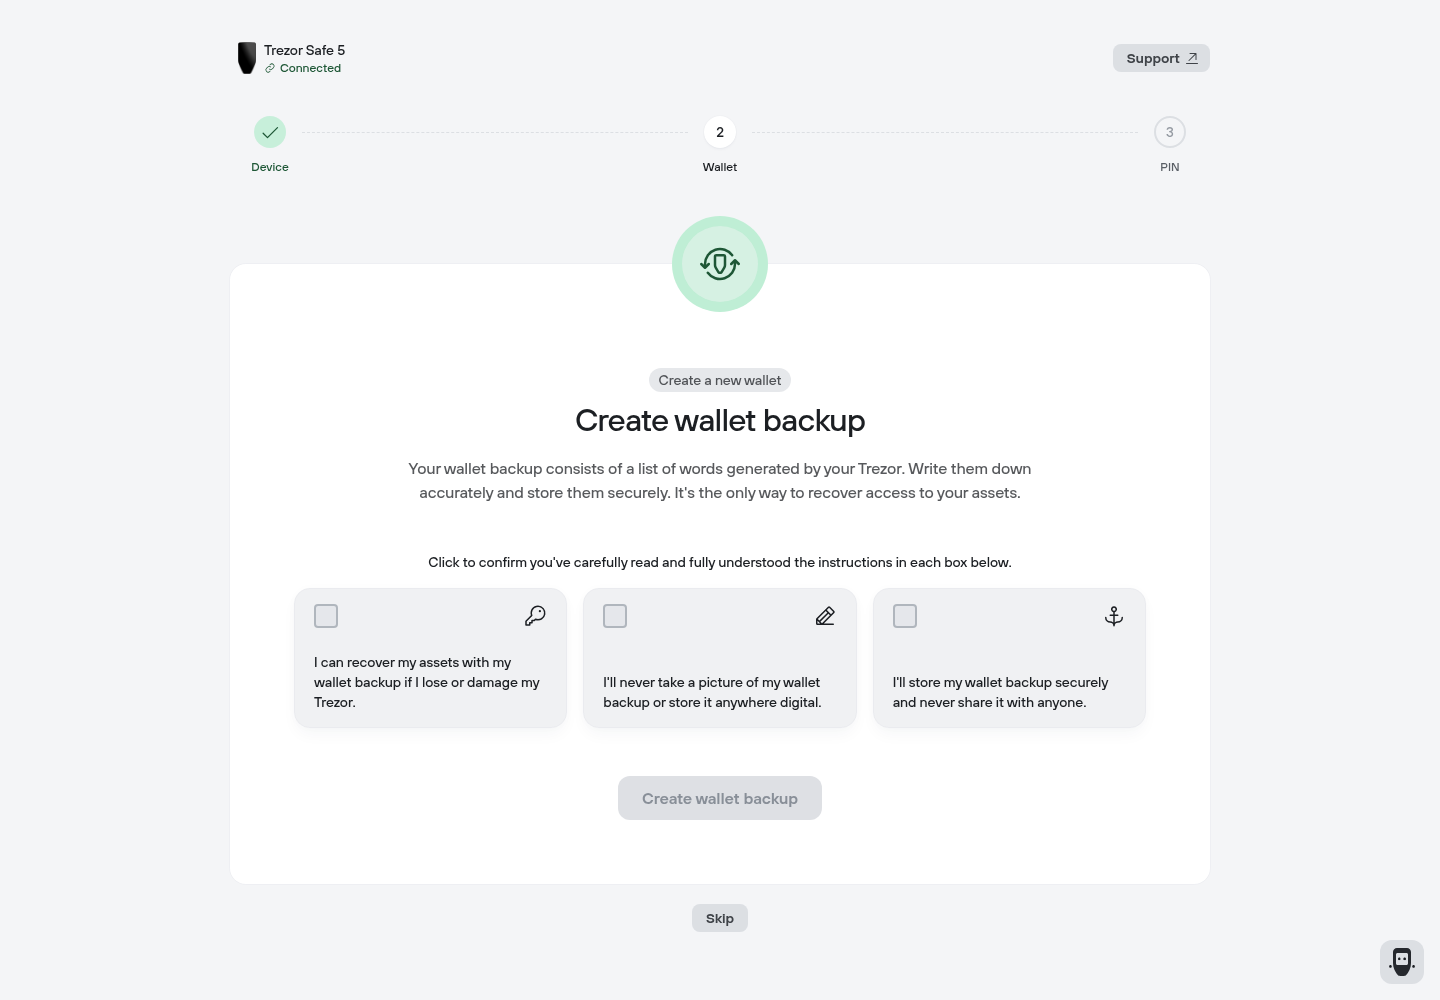 Trezor Safe 5
Connected
Support
2
3
Device
Wallet
PIN
Create a new wallet
Create wallet backup
Your wallet backup consists of a list of words generated by your Trezor. Write them down
accurately and store them securely. It's the only way to recover access to your assets.
Click to confirm you've carefully read and fully understood the instructions in each box below.
I can recover my assets with my
wallet backup if I lose or damage my
Trezor.
I'll never take a picture of my wallet
backup or store it anywhere digital.
I'll store my wallet backup securely
and never share it with anyone.
Create wallet backup
Skip